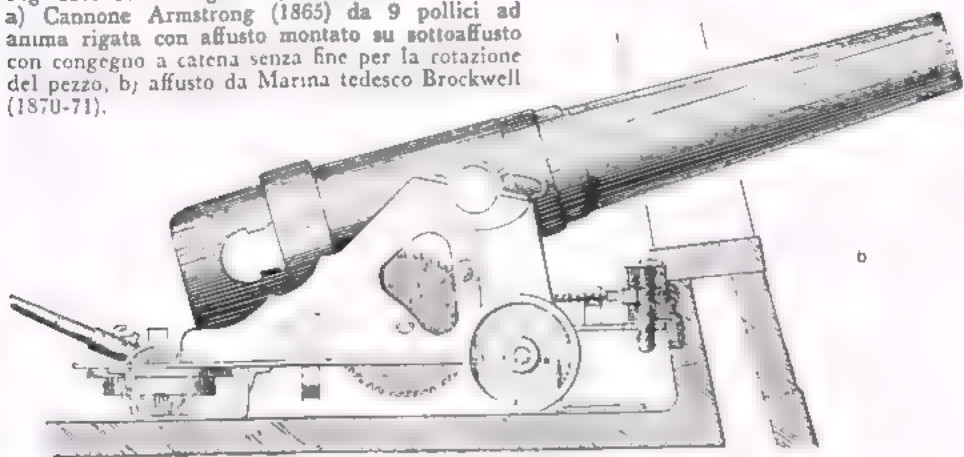 a) Cannone Armstrong (1865) da 9 pollici ad
anima rigata con affusto montato su sottoaffusto
con congegno a catena senza fine per la rotazione
del pezzo, b) affusto da Marina tedesco Brockwell
(1870-71).
b